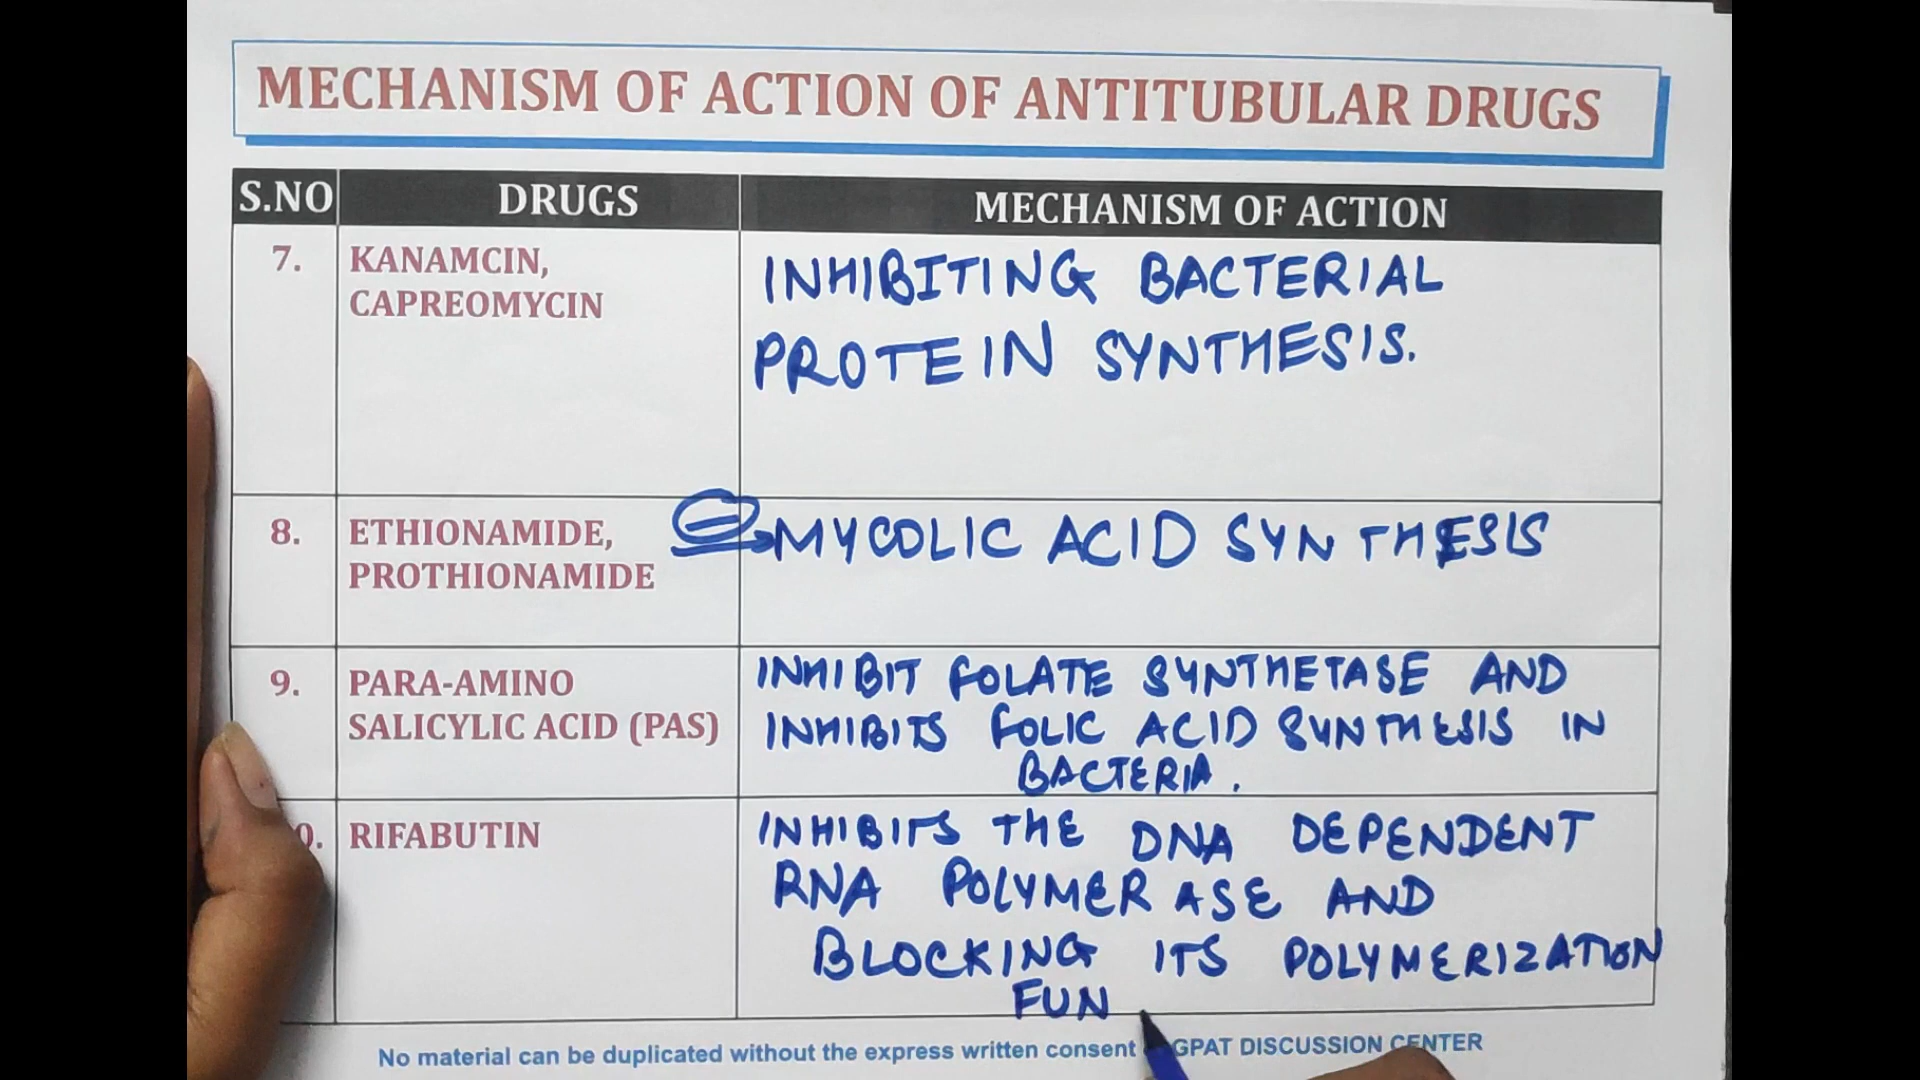 MECHANISM OF ACTION OF ANTITUBULAR DRUGS
S.NO DRUGS MECHANISM OF ACTION
7. KANAMCIN, CAPREOMYCIN
INHIBITING BACTERIAL
PROTEIN SYNTHESIS.
8. ETHIONAMIDE, PROTHIONAMIDE
MYCOLIC ACID SYNTHESIS
9. PARA-AMINO SALICYLIC ACID (PAS)
INHIBIT FOLATE SYNTHETASE AND
INHIBITS FOLIC ACID SYNTHESIS IN
BACTERIA.
0. RIFABUTIN
INHIBITS THE DNA DEPENDENT
RNA POLYMERASE AND
BLOCKING ITS POLYMERIZATION
FUN
No material can be duplicated without the express written consent GPAT DISCUSSION CENTER